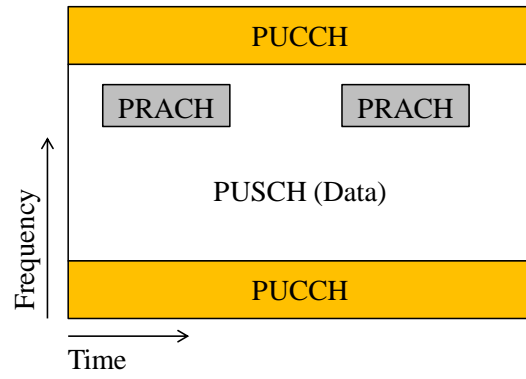 PUCCH
PRACH PRACH
PUSCH (Data)
PUCCH
Frequency
Time